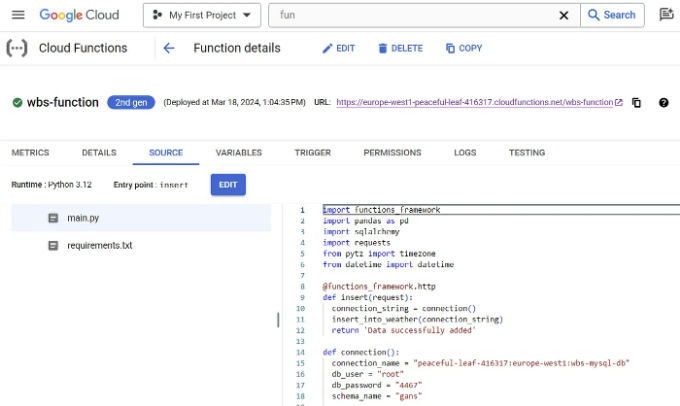 Google Cloud My First Project fun Search
Cloud Functions Function details EDIT DELETE COPY
wbs-function 2nd gen (Deployed at Mar 18, 2024, 1:04:35 PM) URL: https://europe-west1-peaceful-leaf-416317.cloudfunctions.net/wbs-function
METRICS DETAILS SOURCE VARIABLES TRIGGER PERMISSIONS LOGS TESTING
Runtime : Python 3.12 Entry point : insert EDIT
main.py
requirements.txt
1 import functions_framework
2 import pandas as pd
3 import sqlalchemy
4 import requests
5 from pytz import timezone
6 from datetime import datetime
7
8 @functions_framework.http
9 def insert(request):
10 connection_string = connection()
11 insert_into_weather(connection_string)
12 return 'Data successfully added'
13
14 def connection():
15 connection_name = "peaceful-leaf-416317:europe-west1:wbs-mysql-db"
16 db_user = "root"
17 db_password = "4467"
18 schema_name = "gans"